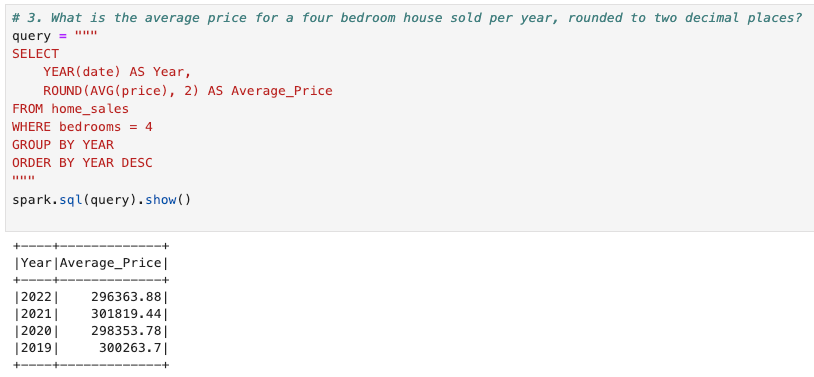 # 3. What is the average price for a four bedroom house sold per year, rounded to two decimal places?
query = """
SELECT
    YEAR(date) AS Year,
    ROUND(AVG(price), 2) AS Average_Price
FROM home_sales
WHERE bedrooms = 4
GROUP BY YEAR
ORDER BY YEAR DESC
"""
spark.sql(query).show()
+----+-------------+
|Year|Average_Price|
+----+-------------+
|2022|    296363.88|
|2021|    301819.44|
|2020|    298353.78|
|2019|     300263.7|
+----+-------------+